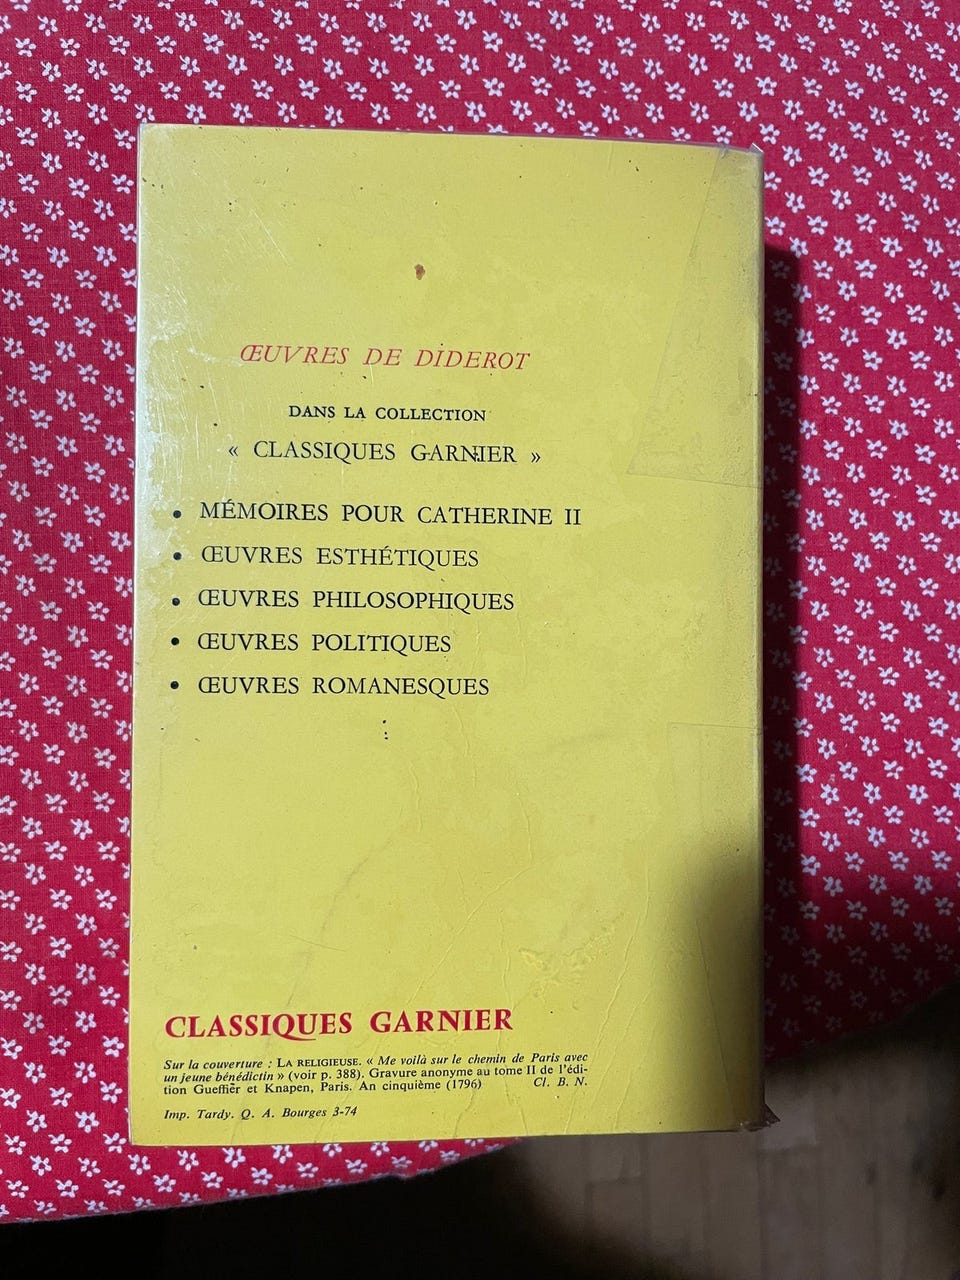 ŒUVRES DE DIDEROT
DANS LA COLLECTION
« CLASSIQUES GARNIER »
• MÉMOIRES POUR CATHERINE II
• ŒUVRES ESTHÉTIQUES
• ŒUVRES PHILOSOPHIQUES
• ŒUVRES POLITIQUES
• ŒUVRES ROMANESQUES
CLASSIQUES GARNIER
Sur la couverture : LA RELIGIEUSE. « Me voilà sur le chemin de Paris avec
un jeune bénédictin » (voir p. 388). Gravure anonyme au tome II de l'édi-
tion Gueffier et Knapen, Paris. An cinquième (1796) Cl. B. N.
Imp. Tardy. Q. A. Bourges 3-74